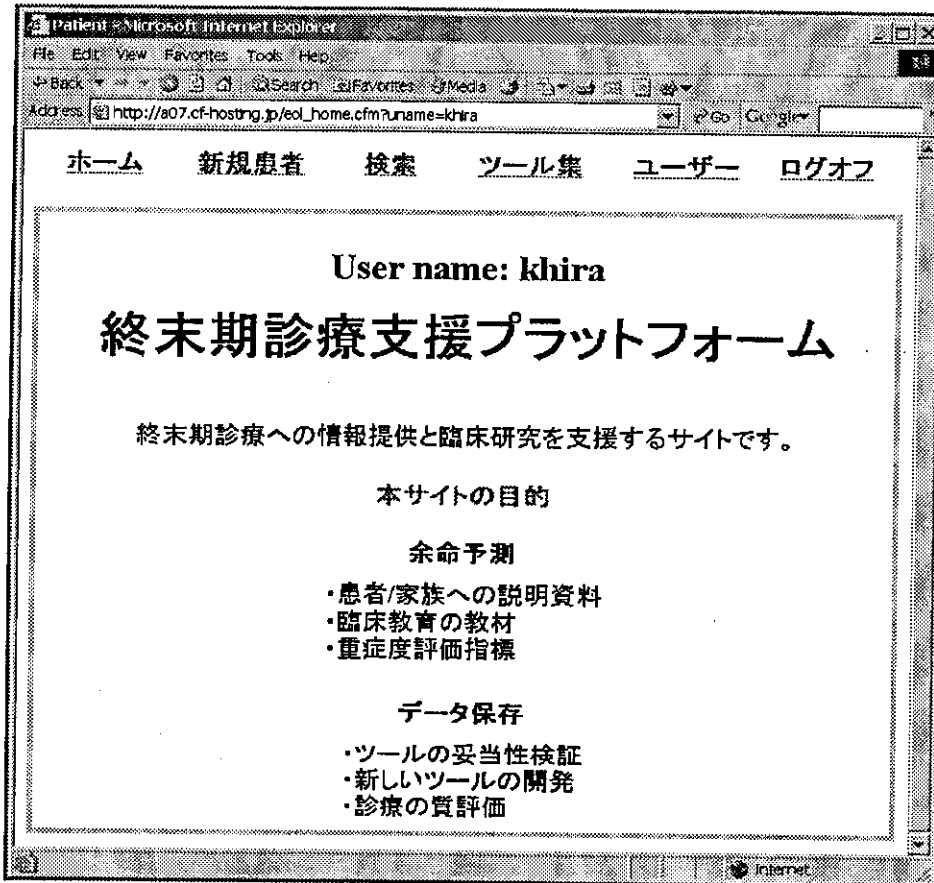 Patient - Microsoft Internet Explorer
File Edit View Favorites Tools Help
Back Search Favorites Media
Address http://a07.cf-hosting.jp/eol_home.cfm?uname=khira Go Google
ホーム 新規患者 検索 ツール集 ユーザー ログオフ
User name: khira
終末期診療支援プラットフォーム
終末期診療への情報提供と臨床研究を支援するサイトです。
本サイトの目的
余命予測
・患者/家族への説明資料
・臨床教育の教材
・重症度評価指標
データ保存
・ツールの妥当性検証
・新しいツールの開発
・診療の質評価
Internet